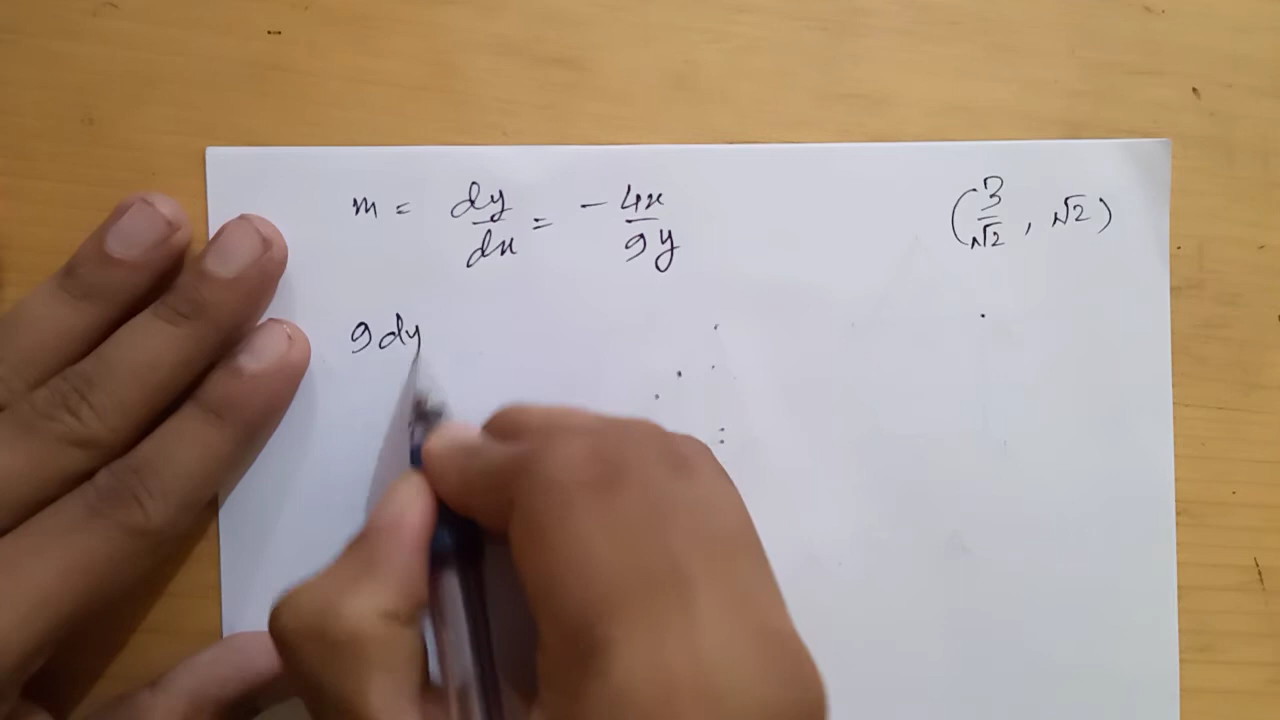 m = dy/dx = - 4x/9y
(3/√2, √2)
9dy